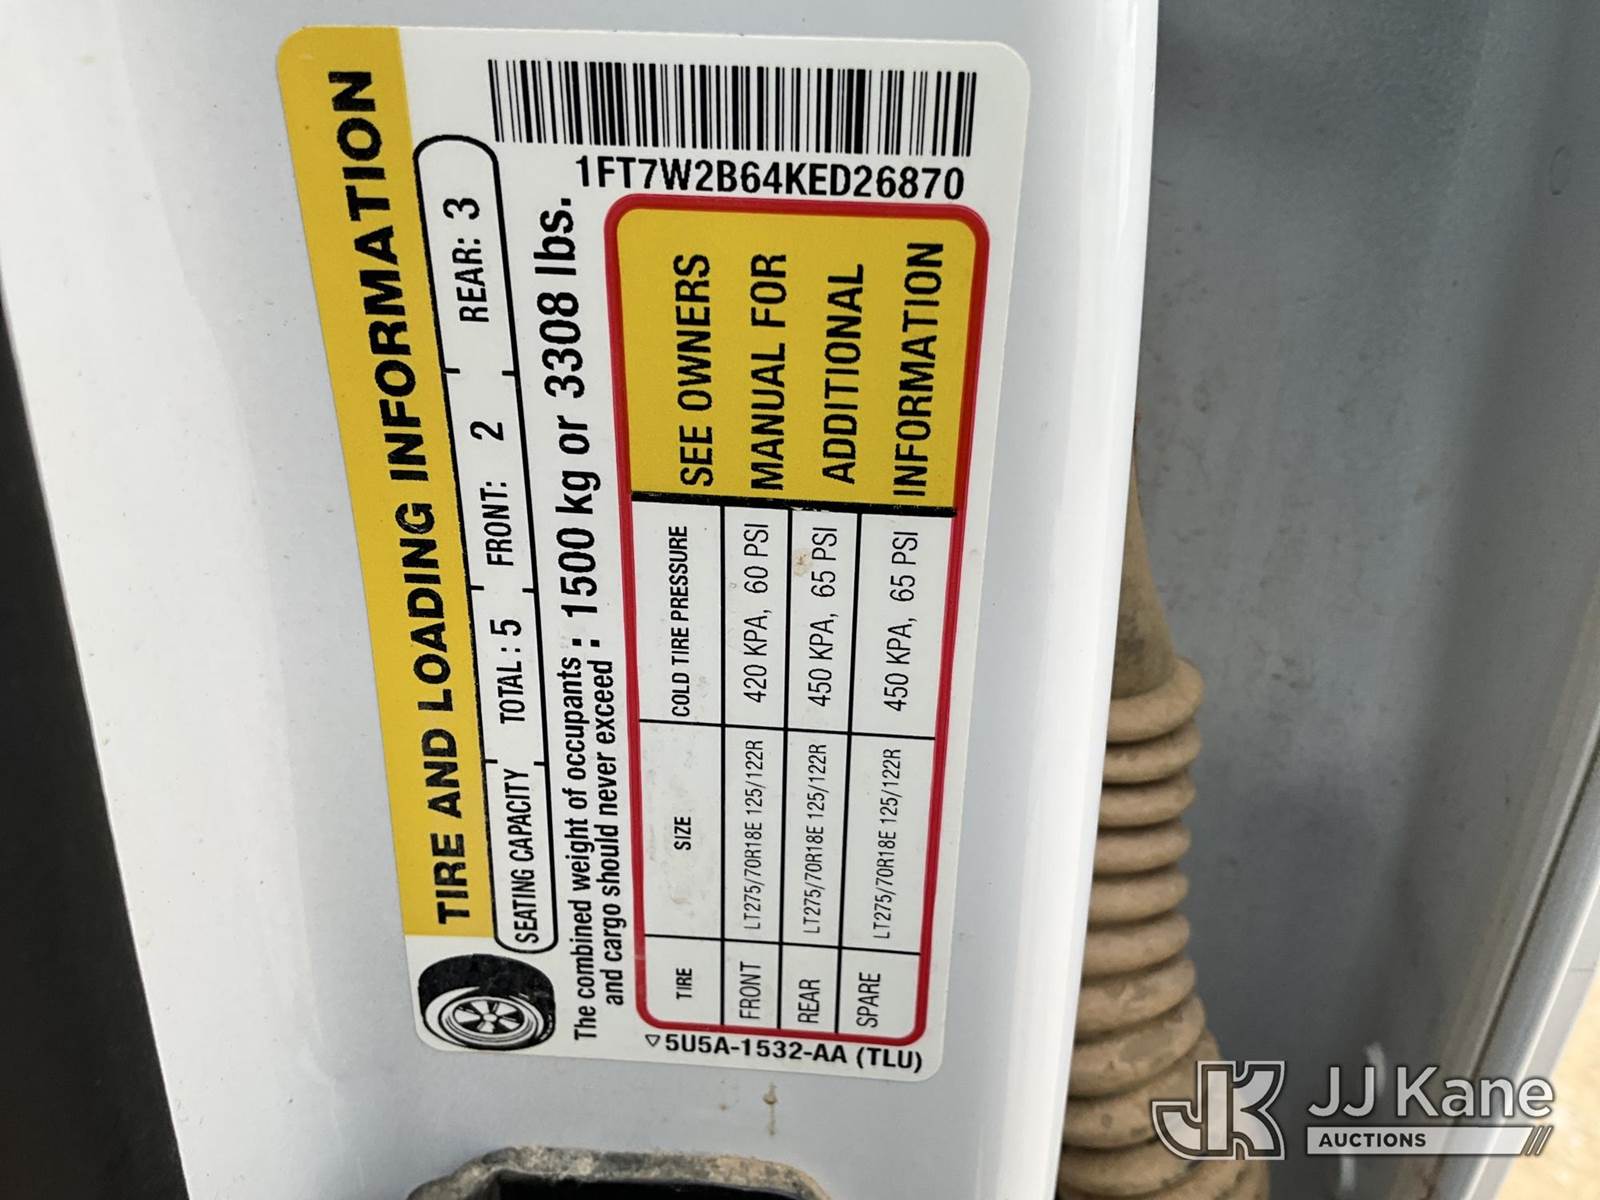 TIRE AND LOADING INFORMATION
SEATING CAPACITY TOTAL : 5 FRONT: 2 REAR: 3
The combined weight of occupants
and cargo should never exceed : 1500 kg or 3308 lbs.
TIRE SIZE COLD TIRE PRESSURE
FRONT LT275/70R18E 125/122R 420 KPA, 60 PSI
REAR LT275/70R18E 125/122R 450 KPA, 65 PSI
SPARE LT275/70R18E 125/122R 450 KPA, 65 PSI
SEE OWNERS
MANUAL FOR
ADDITIONAL
INFORMATION
5U5A-1532-AA (TLU)
1FT7W2B64KED26870
JK JJ Kane
AUCTIONS